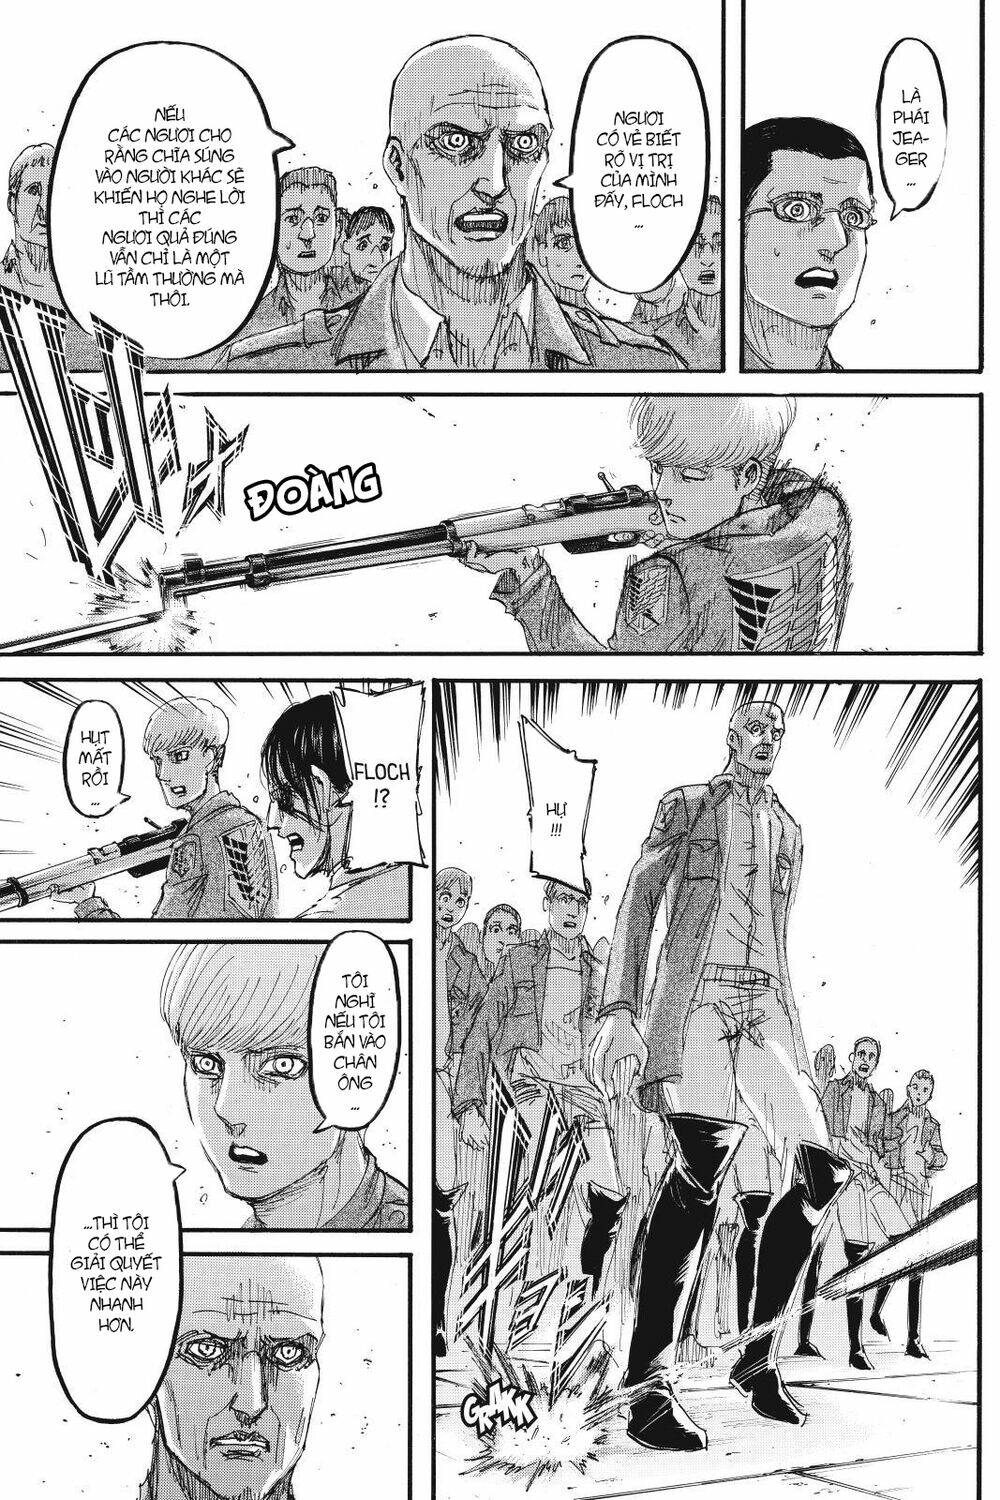 LÀ
PHÁI
JEA-
GER
...
NGƯƠI
CÓ VẺ BIẾT
RÕ VỊ TRÍ
CỦA MÌNH
ĐẤY, FLOCH
...
NẾU
CÁC NGƯƠI CHO
RẰNG CHĨA SÚNG
VÀO NGƯỜI KHÁC SẼ
KHIẾN HỌ NGHE LỜI
THÌ CÁC
NGƯƠI QUẢ ĐÚNG
VẪN CHỈ LÀ MỘT
LŨ TẦM THƯỜNG MÀ
THÔI.
ĐOÀNG
HỰ
!!!
GRAKK
FLOCH
!?
HỤT
MẤT
RỒI
...
TÔI
NGHĨ
NẾU TÔI
BẮN VÀO
CHÂN
ÔNG
...
...THÌ TÔI
CÓ THỂ
GIẢI QUYẾT
VIỆC NÀY
NHANH
HƠN.